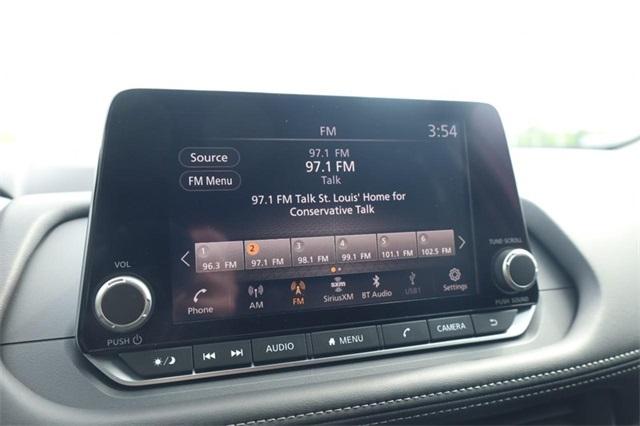 FM
3:54
Source
97.1 FM
97.1 FM
FM Menu
Talk
97.1 FM Talk St. Louis' Home for
Conservative Talk
1 2 3 4 5 6
96.3 FM 97.1 FM 98.1 FM 99.1 FM 101.1 FM 102.5 FM
Phone AM FM SiriusXM BT Audio USB1 Settings
sxm
VOL
PUSH
TUNE·SCROLL
PUSH SOUND
AUDIO MENU CAMERA